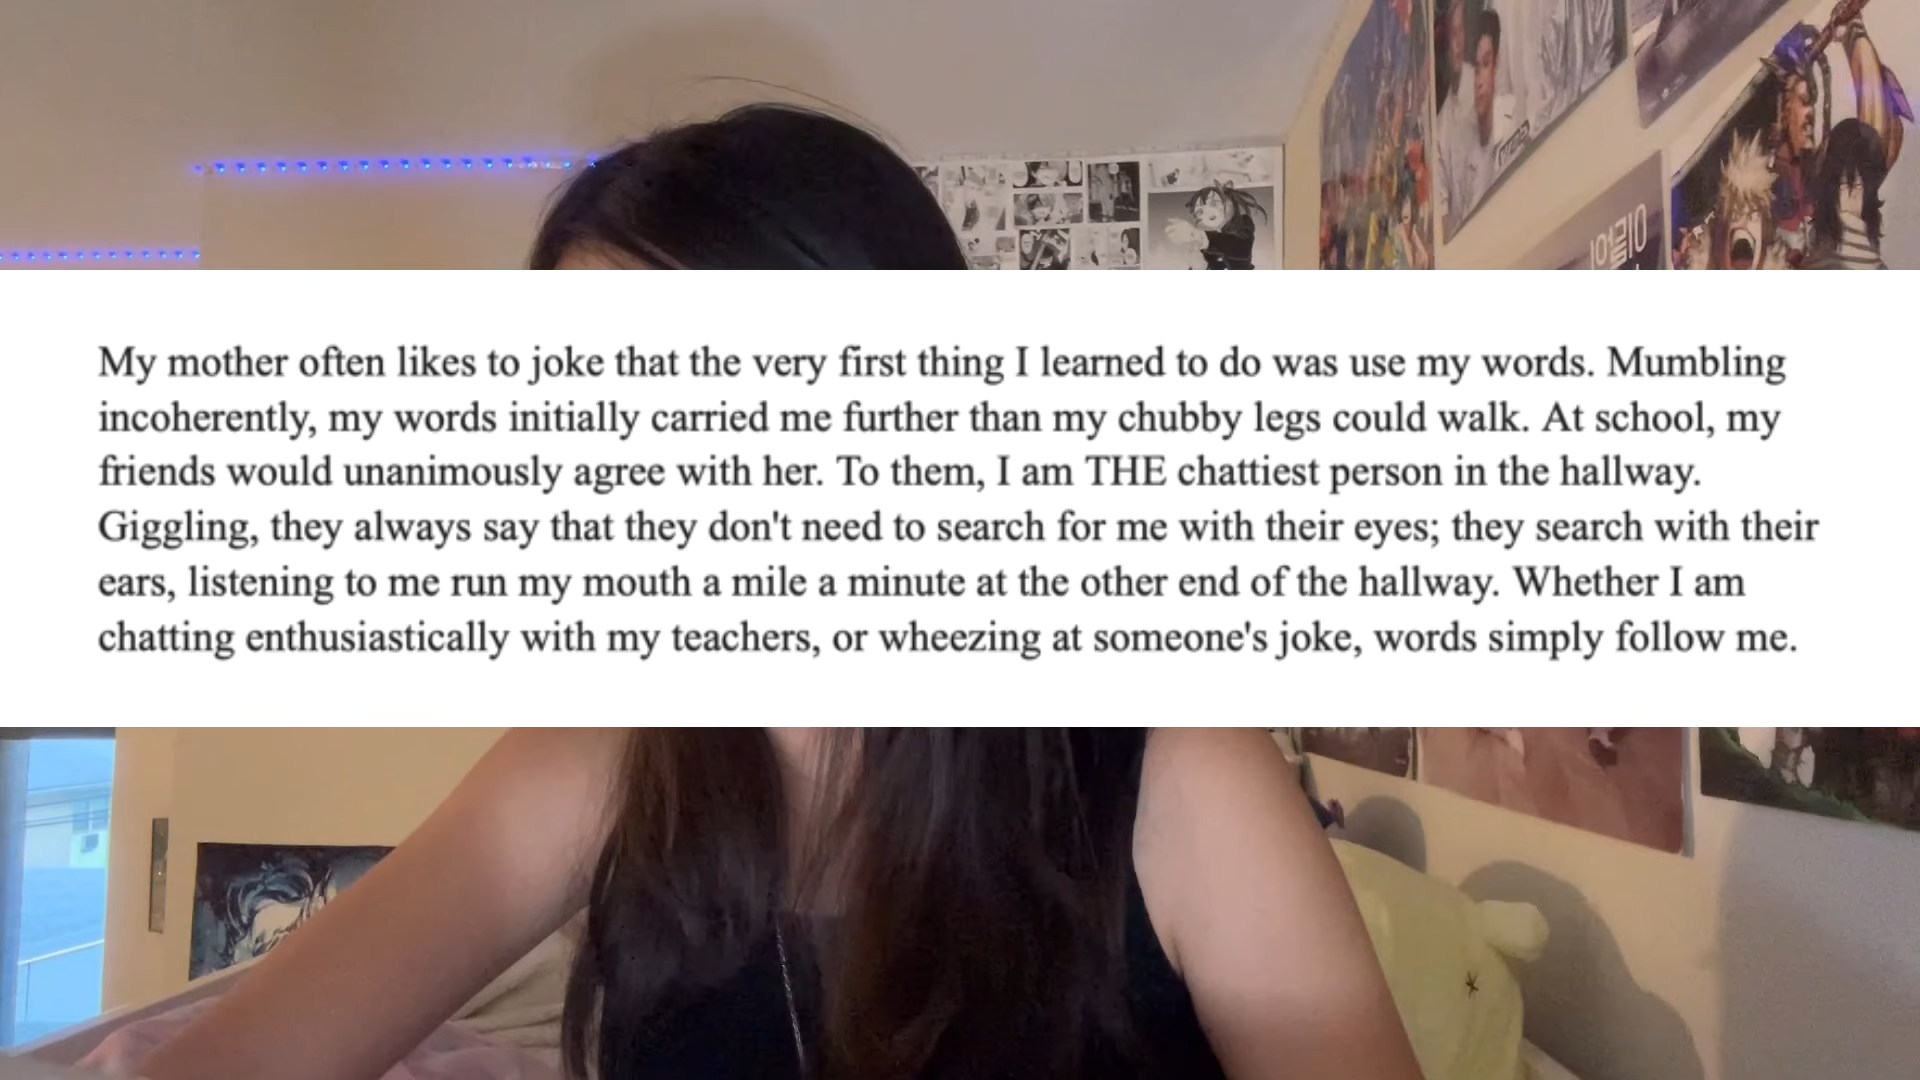 My mother often likes to joke that the very first thing I learned to do was use my words. Mumbling
incoherently, my words initially carried me further than my chubby legs could walk. At school, my
friends would unanimously agree with her. To them, I am THE chattiest person in the hallway.
Giggling, they always say that they don't need to search for me with their eyes; they search with their
ears, listening to me run my mouth a mile a minute at the other end of the hallway. Whether I am
chatting enthusiastically with my teachers, or wheezing at someone's joke, words simply follow me.